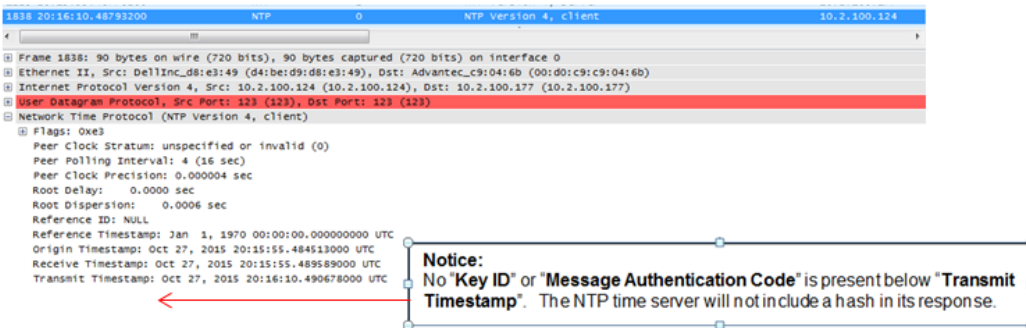 1838 20:16:10.48793200 NTP 0 NTP Version 4, client 10.2.100.124
Frame 1838: 90 bytes on wire (720 bits), 90 bytes captured (720 bits) on interface 0
Ethernet II, Src: DellInc_d8:e3:49 (d4:be:d9:d8:e3:49), Dst: Advantec_c9:04:6b (00:d0:c9:c9:04:6b)
Internet Protocol Version 4, Src: 10.2.100.124 (10.2.100.124), Dst: 10.2.100.177 (10.2.100.177)
User Datagram Protocol, Src Port: 123 (123), Dst Port: 123 (123)
Network Time Protocol (NTP Version 4, client)
Flags: 0xe3
Peer Clock Stratum: unspecified or invalid (0)
Peer Polling Interval: 4 (16 sec)
Peer Clock Precision: 0.000004 sec
Root Delay: 0.0000 sec
Root Dispersion: 0.0006 sec
Reference ID: NULL
Reference Timestamp: Jan 1, 1970 00:00:00.000000000 UTC
Origin Timestamp: Oct 27, 2015 20:15:55.484513000 UTC
Receive Timestamp: Oct 27, 2015 20:15:55.489589000 UTC
Transmit Timestamp: Oct 27, 2015 20:16:10.490678000 UTC
Notice:
No "Key ID" or "Message Authentication Code" is present below "Transmit
Timestamp". The NTP time server will not include a hash in its response.